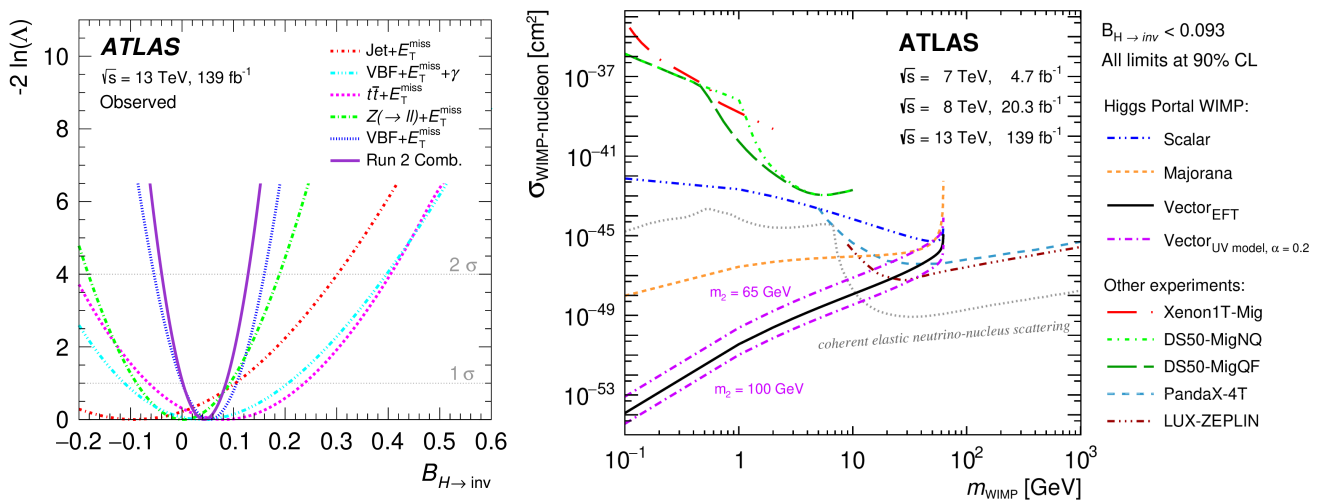 -2 ln(Λ)
10
8
6
4
2
0
ATLAS
√s = 13 TeV, 139 fb⁻¹
Observed
Jet+E_T^miss
VBF+E_T^miss+γ
tt̄+E_T^miss
Z(→ ll)+E_T^miss
VBF+E_T^miss
Run 2 Comb.
2 σ
1 σ
−0.2 −0.1 0 0.1 0.2 0.3 0.4 0.5 0.6
B_H→ inv
σ_WIMP-nucleon [cm²]
10⁻³⁷
10⁻⁴¹
10⁻⁴⁵
10⁻⁴⁹
10⁻⁵³
ATLAS
√s = 7 TeV, 4.7 fb⁻¹
√s = 8 TeV, 20.3 fb⁻¹
√s = 13 TeV, 139 fb⁻¹
m₂ = 65 GeV
coherent elastic neutrino-nucleus scattering
m₂ = 100 GeV
10⁻¹ 1 10 10² 10³
m_WIMP [GeV]
B_H → inv < 0.093
All limits at 90% CL
Higgs Portal WIMP:
Scalar
Majorana
Vector_EFT
Vector_UV model, α = 0.2
Other experiments:
Xenon1T-Mig
DS50-MigNQ
DS50-MigQF
PandaX-4T
LUX-ZEPLIN